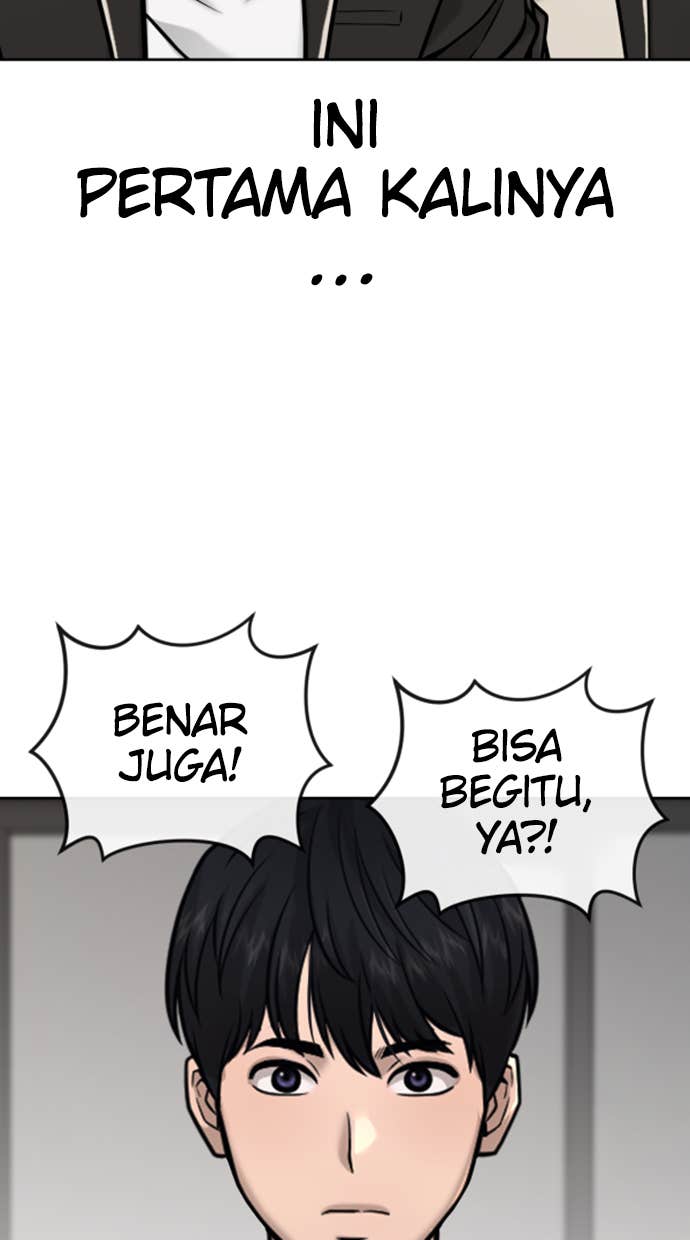 INI
PERTAMA KALINYA
...
BENAR
JUGA!
BISA
BEGITU,
YA?!